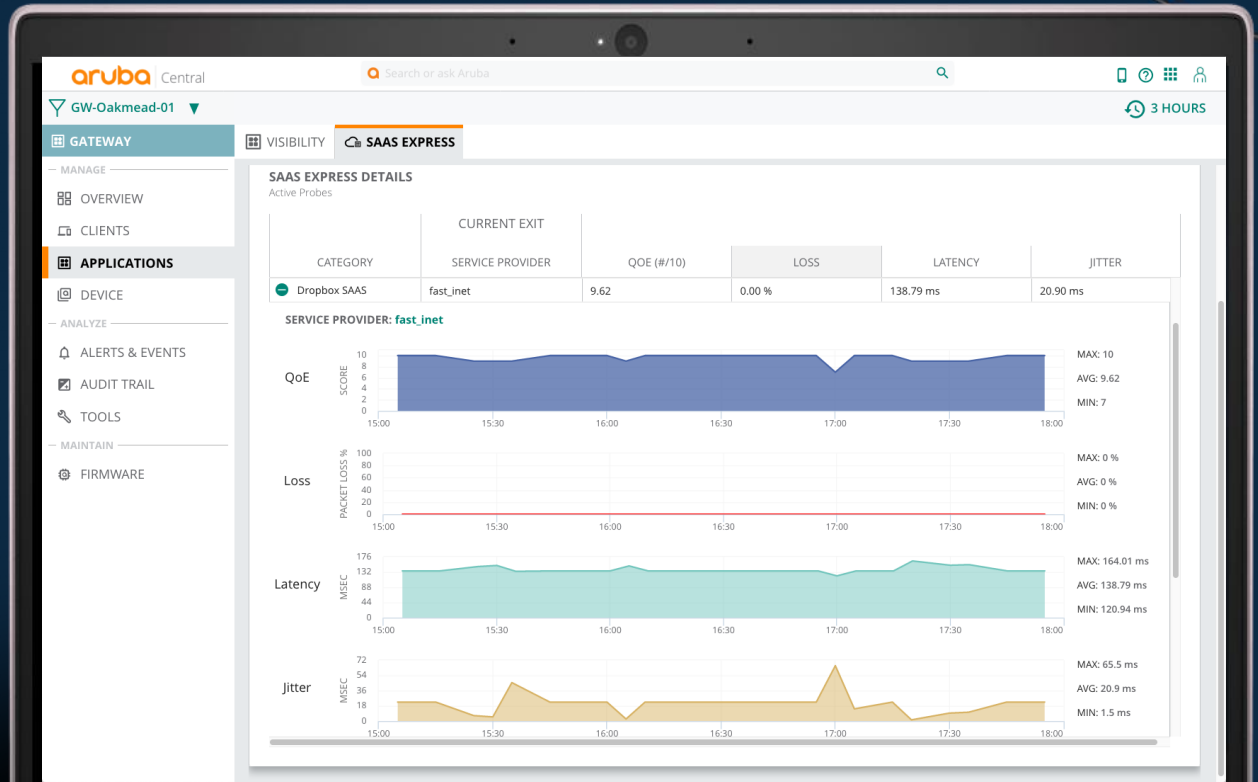 aruba Central
Search or ask Aruba
GW-Oakmead-01
3 HOURS
GATEWAY
VISIBILITY
SAAS EXPRESS
MANAGE
OVERVIEW
CLIENTS
APPLICATIONS
DEVICE
ANALYZE
ALERTS & EVENTS
AUDIT TRAIL
TOOLS
MAINTAIN
FIRMWARE
SAAS EXPRESS DETAILS
Active Probes
CURRENT EXIT
CATEGORY SERVICE PROVIDER QOE (#/10) LOSS LATENCY JITTER
Dropbox SAAS fast_inet 9.62 0.00 % 138.79 ms 20.90 ms
SERVICE PROVIDER: fast_inet
QoE
SCORE
10
8
6
4
2
0
15:00 15:30 16:00 16:30 17:00 17:30 18:00
MAX: 10
AVG: 9.62
MIN: 7
Loss
PACKET LOSS %
100
80
60
40
20
0
15:00 15:30 16:00 16:30 17:00 17:30 18:00
MAX: 0 %
AVG: 0 %
MIN: 0 %
Latency
MSEC
176
132
88
44
0
15:00 15:30 16:00 16:30 17:00 17:30 18:00
MAX: 164.01 ms
AVG: 138.79 ms
MIN: 120.94 ms
Jitter
MSEC
72
54
36
18
0
15:00 15:30 16:00 16:30 17:00 17:30 18:00
MAX: 65.5 ms
AVG: 20.9 ms
MIN: 1.5 ms